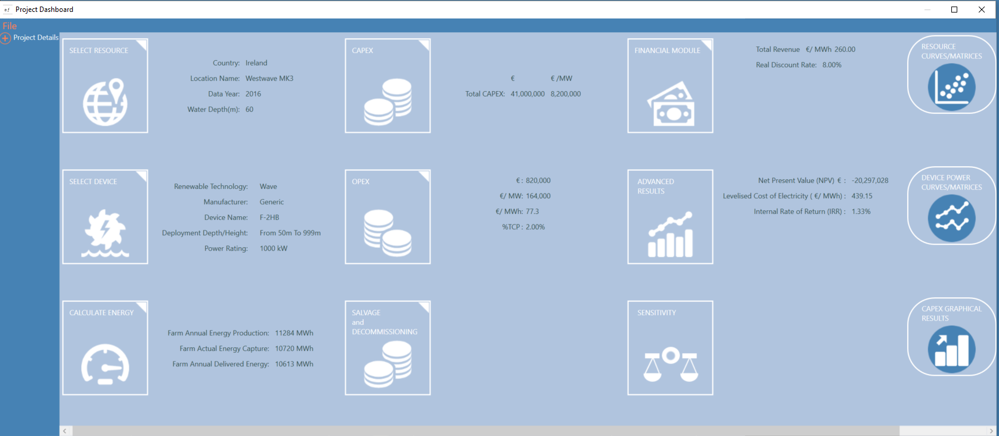 Project Dashboard
File
Project Details
SELECT RESOURCE
Country: Ireland
Location Name: Westwave MK3
Data Year: 2016
Water Depth(m): 60
CAPEX
€ € /MW
Total CAPEX: 41,000,000 8,200,000
FINANCIAL MODULE
Total Revenue €/ MWh 260.00
Real Discount Rate: 8.00%
RESOURCE
CURVES/MATRICES
SELECT DEVICE
Renewable Technology: Wave
Manufacturer: Generic
Device Name: F-2HB
Deployment Depth/Height: From 50m To 999m
Power Rating: 1000 kW
OPEX
€ : 820,000
€/ MW: 164,000
€/ MWh: 77.3
%TCP : 2.00%
ADVANCED
RESULTS
Net Present Value (NPV) € : -20,297,028
Levelised Cost of Electricity ( €/ MWh) : 439.15
Internal Rate of Return (IRR) : 1.33%
DEVICE POWER
CURVES/MATRICES
CALCULATE ENERGY
Farm Annual Energy Production: 11284 MWh
Farm Actual Energy Capture: 10720 MWh
Farm Annual Delivered Energy: 10613 MWh
SALVAGE
and
DECOMMISSIONING
SENSITIVITY
CAPEX GRAPHICAL
RESULTS